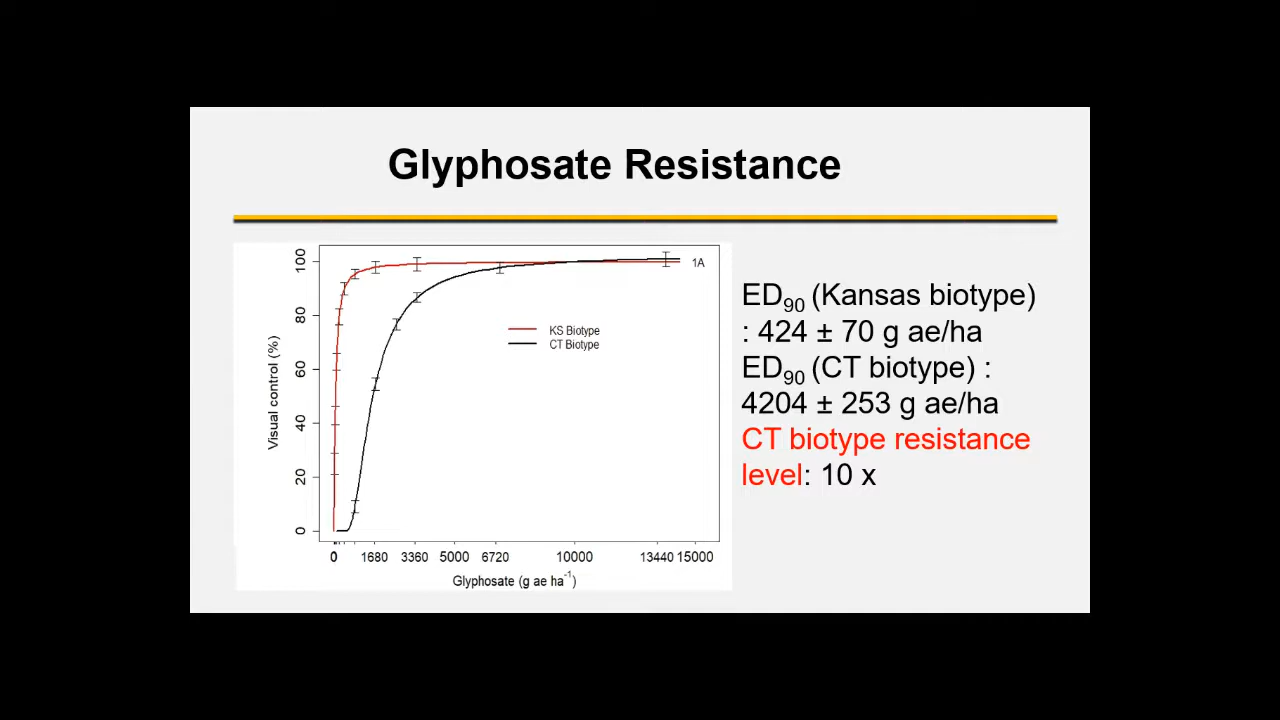 Glyphosate Resistance
100
80
60
40
20
0
Visual control (%)
1A
KS Biotype
CT Biotype
0 1680 3360 5000 6720 10000 13440 15000
Glyphosate (g ae ha⁻¹)
ED₉₀ (Kansas biotype)
: 424 ± 70 g ae/ha
ED₉₀ (CT biotype) :
4204 ± 253 g ae/ha
CT biotype resistance
level: 10 x